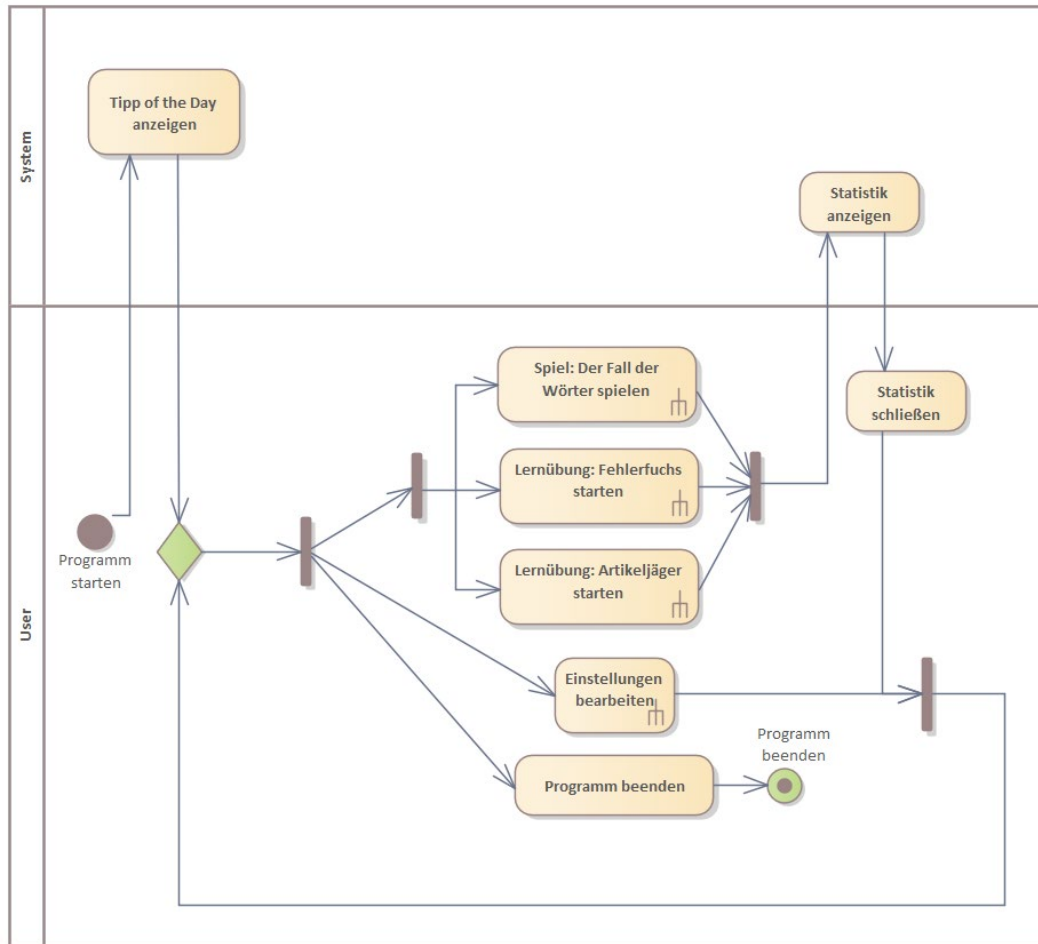 System
Tipp of the Day
anzeigen
Statistik
anzeigen
User
Programm
starten
Spiel: Der Fall der
Wörter spielen
Lernübung: Fehlerfuchs
starten
Lernübung: Artikeljäger
starten
Statistik
schließen
Einstellungen
bearbeiten
Programm beenden
Programm
beenden